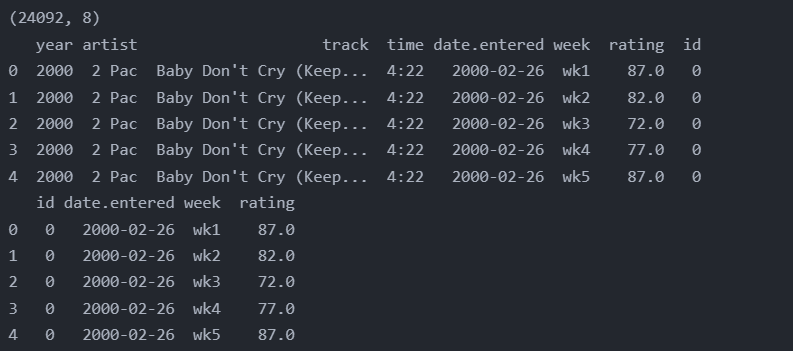 (24092, 8)
   year artist                    track  time date.entered week  rating  id
0  2000  2 Pac  Baby Don't Cry (Keep...  4:22   2000-02-26  wk1    87.0   0
1  2000  2 Pac  Baby Don't Cry (Keep...  4:22   2000-02-26  wk2    82.0   0
2  2000  2 Pac  Baby Don't Cry (Keep...  4:22   2000-02-26  wk3    72.0   0
3  2000  2 Pac  Baby Don't Cry (Keep...  4:22   2000-02-26  wk4    77.0   0
4  2000  2 Pac  Baby Don't Cry (Keep...  4:22   2000-02-26  wk5    87.0   0
   id date.entered week  rating
0   0   2000-02-26  wk1    87.0
1   0   2000-02-26  wk2    82.0
2   0   2000-02-26  wk3    72.0
3   0   2000-02-26  wk4    77.0
4   0   2000-02-26  wk5    87.0